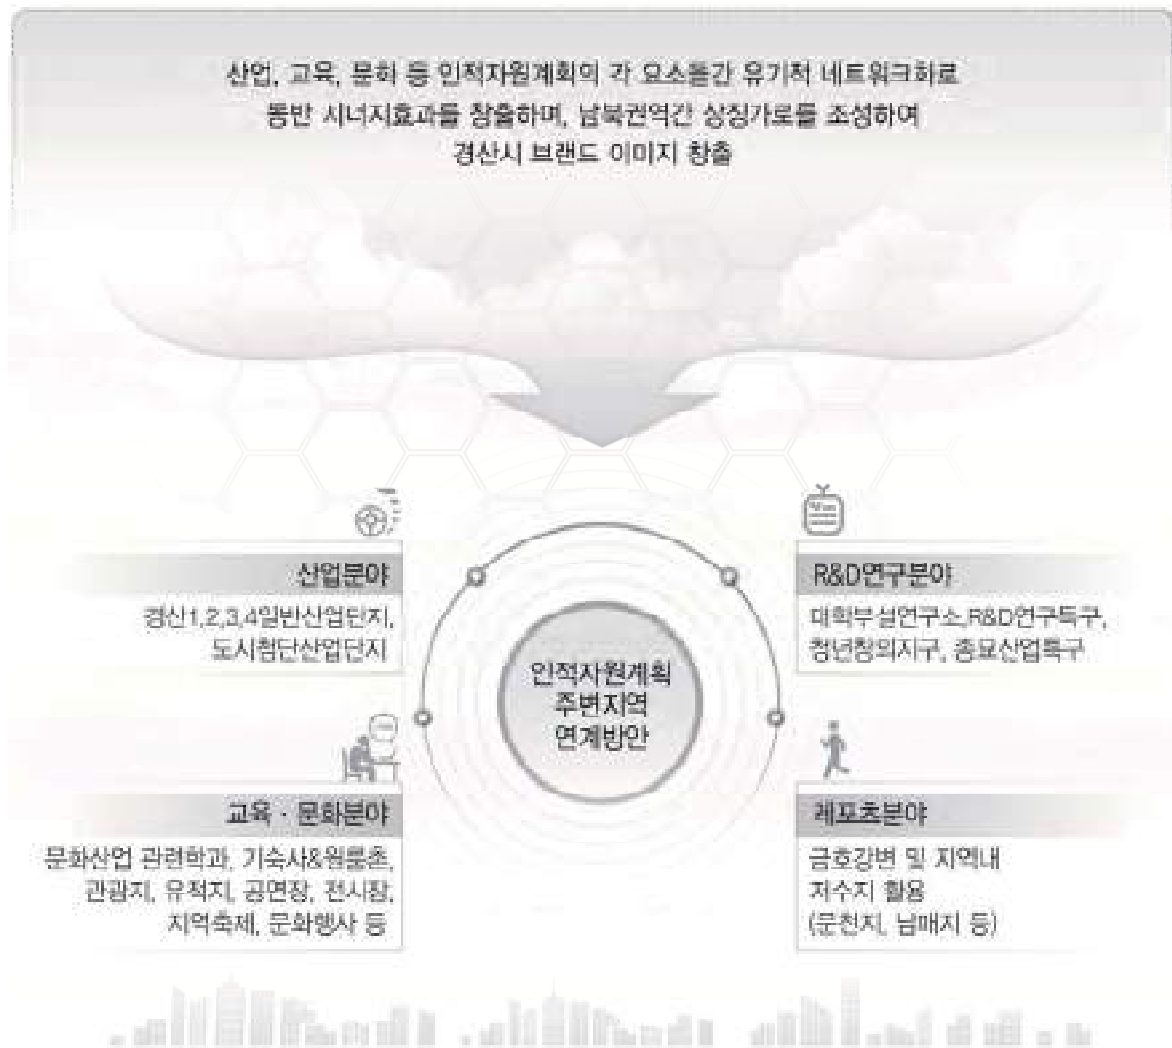 산업, 교육, 문화 등 인적자원계획의 각 요소들간 유기적 네트워크화로
동반 시너지효과를 창출하며, 남북권역간 상징가로를 조성하여
경산시 브랜드 이미지 창출
산업분야
경산1,2,3,4일반산업단지,
도시첨단산업단지
R&D연구분야
대학부설연구소,R&D연구특구,
청년창의지구, 종묘산업특구
인적자원계획
주변지역
연계방안
교육 · 문화분야
문화산업 관련학과, 기숙사&원룸촌,
관광지, 유적지, 공연장, 전시장,
지역축제, 문화행사 등
레포츠분야
금호강변 및 지역내
저수지 활용
(문천지, 남매지 등)